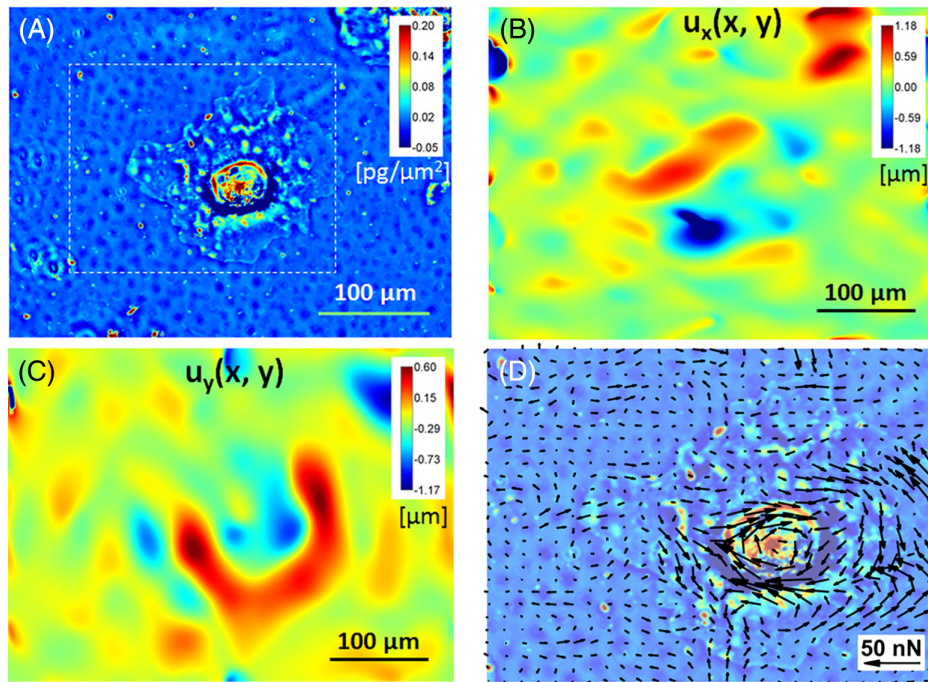 (A)
0.20
0.14
0.08
0.02
-0.05
[pg/μm²]
100 μm
(B)
uₓ(x, y)
1.18
0.59
0.00
-0.59
-1.18
[μm]
100 μm
(C)
uᵧ(x, y)
0.60
0.16
-0.29
-0.73
-1.17
[μm]
100 μm
(D)
50 nN